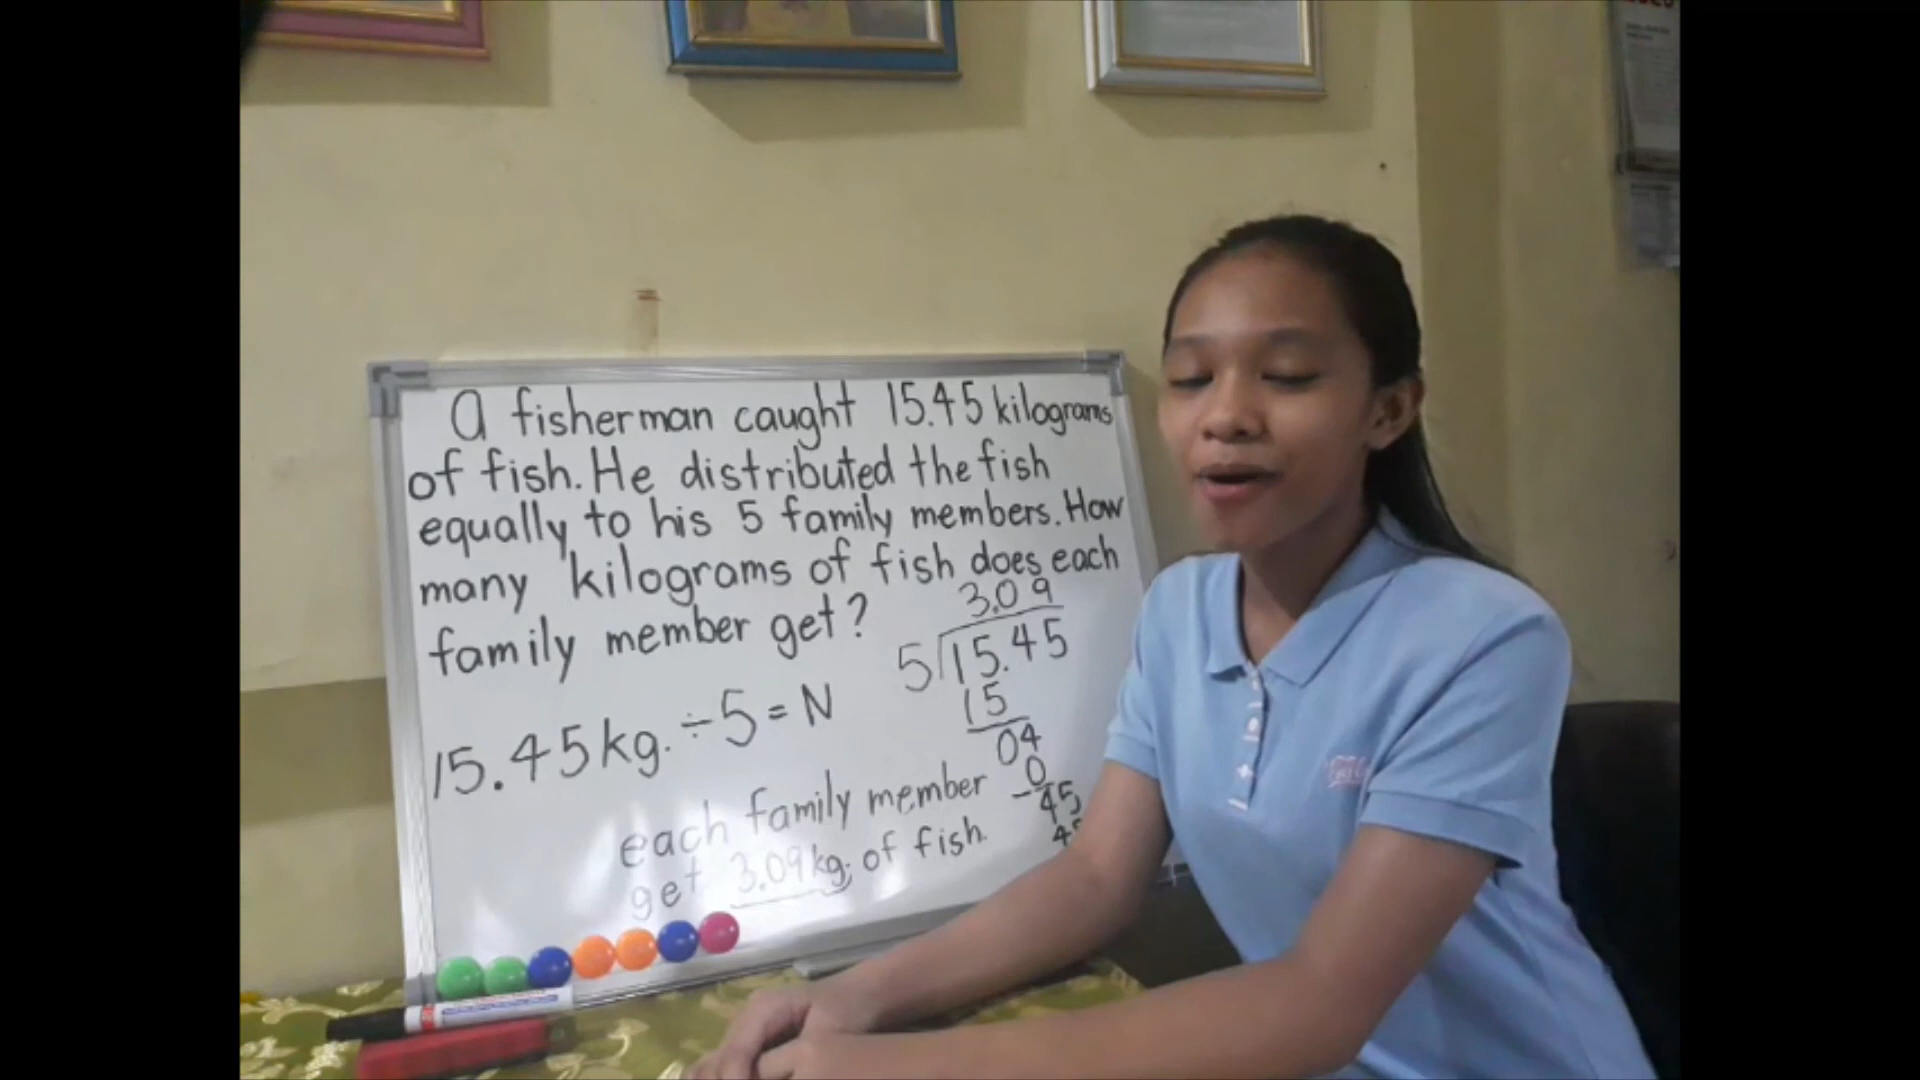 a fisherman caught 15.45 kilograms
of fish. He distributed the fish
equally to his 5 family members. How
many kilograms of fish does each
family member get?
3.09
5 15.45
15
04
0
- 45
15.45 kg. ÷ 5 = N
each family member
get 3.09 kg. of fish.